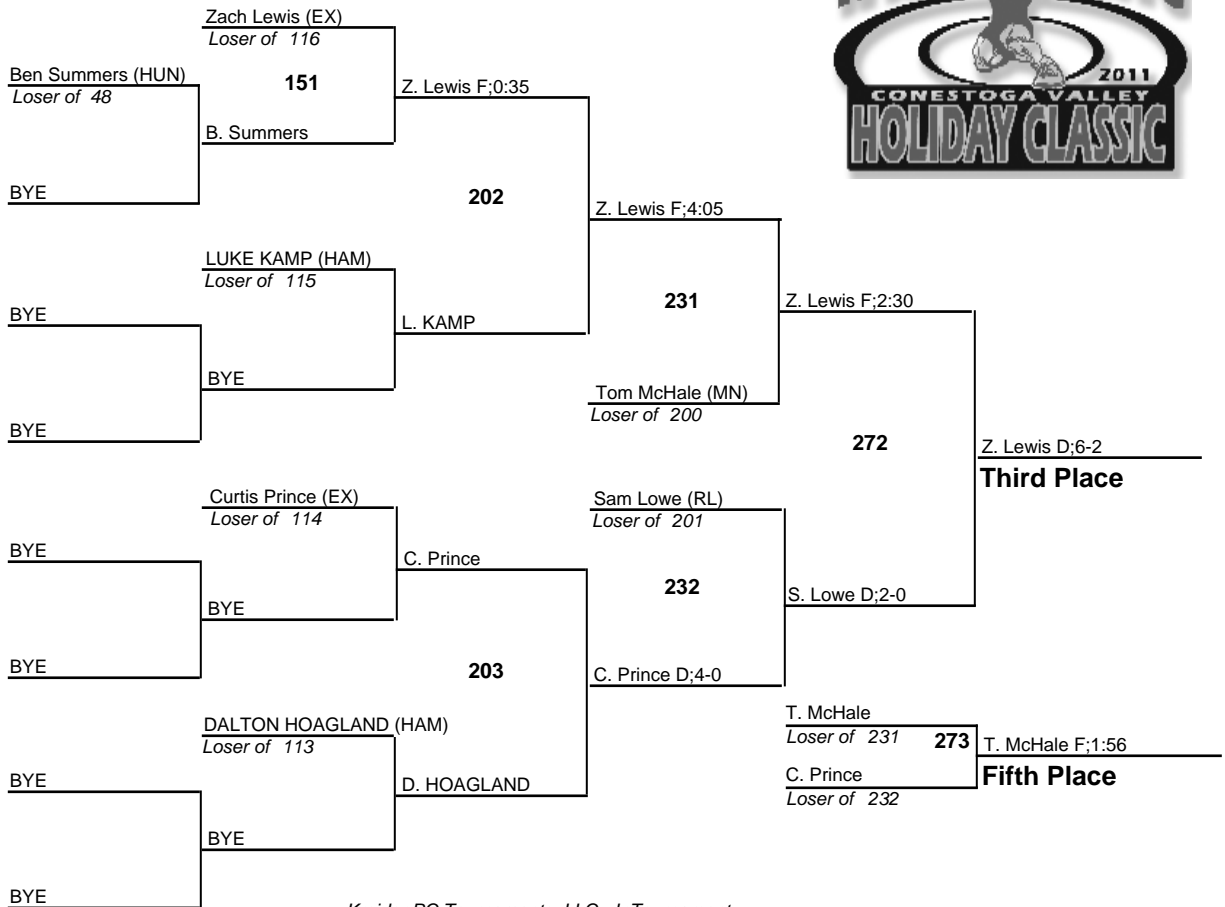 Zach Lewis (EX)
Loser of 116
Ben Summers (HUN)
Loser of 48
151
Z. Lewis F;0:35
B. Summers
BYE
202
Z. Lewis F;4:05
LUKE KAMP (HAM)
Loser of 115
231
Z. Lewis F;2:30
BYE
L. KAMP
BYE
Tom McHale (MN)
Loser of 200
BYE
272
Z. Lewis D;6-2
Third Place
Curtis Prince (EX)
Loser of 114
Sam Lowe (RL)
Loser of 201
BYE
C. Prince
232
S. Lowe D;2-0
BYE
BYE
203
C. Prince D;4-0
DALTON HOAGLAND (HAM)
Loser of 113
T. McHale
Loser of 231
273
T. McHale F;1:56
Fifth Place
C. Prince
Loser of 232
BYE
D. HOAGLAND
BYE
BYE
2011
CONESTOGA VALLEY
HOLIDAY CLASSIC